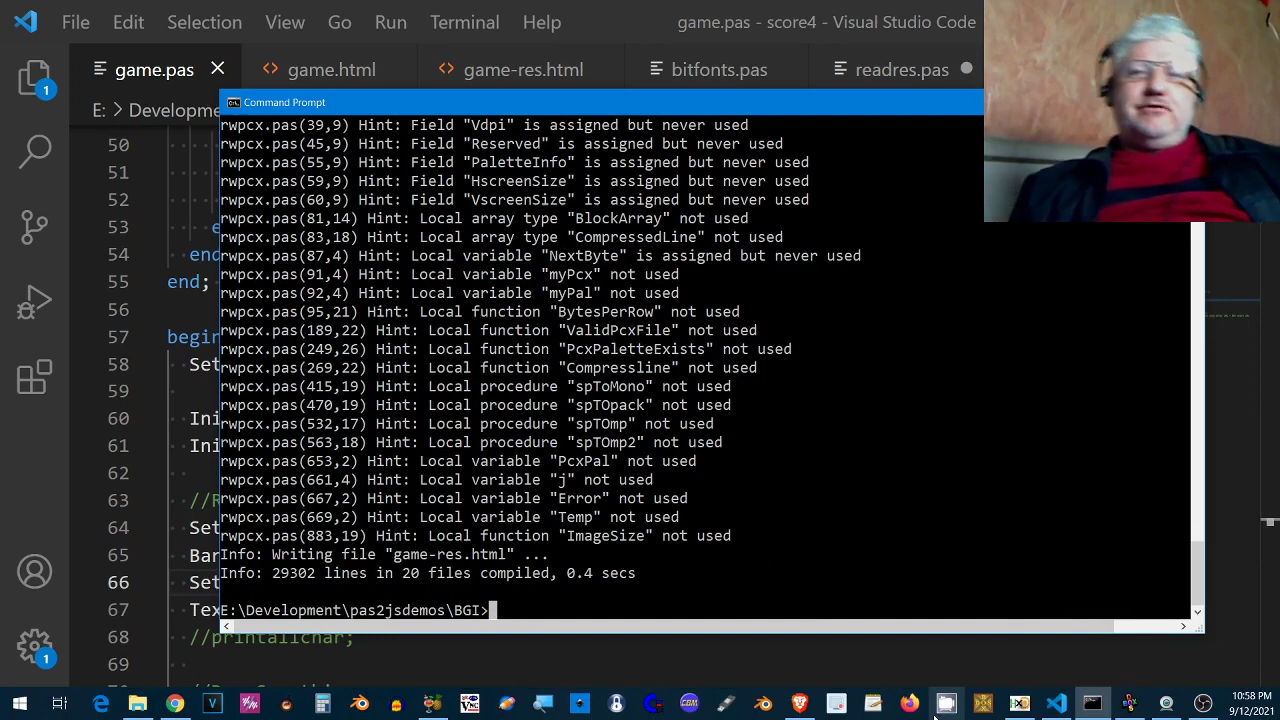 File Edit Selection View Go Run Terminal Help game.pas - score4 - Visual Studio Code
1 game.pas game.html game-res.html bitfonts.pas readres.pas
E: > Developme
Command Prompt
50
51
52
53 e
54 end
55 end;
56
57 begin
58 Set
59
60 Ini
61 Ini
62
63 //R
64 Set
65 Bar
66 Set
67 Tex
68 //printallchar;
69
rwpcx.pas(39,9) Hint: Field "Vdpi" is assigned but never used
rwpcx.pas(45,9) Hint: Field "Reserved" is assigned but never used
rwpcx.pas(55,9) Hint: Field "PaletteInfo" is assigned but never used
rwpcx.pas(59,9) Hint: Field "HscreenSize" is assigned but never used
rwpcx.pas(60,9) Hint: Field "VscreenSize" is assigned but never used
rwpcx.pas(81,14) Hint: Local array type "BlockArray" not used
rwpcx.pas(83,18) Hint: Local array type "CompressedLine" not used
rwpcx.pas(87,4) Hint: Local variable "NextByte" is assigned but never used
rwpcx.pas(91,4) Hint: Local variable "myPcx" not used
rwpcx.pas(92,4) Hint: Local variable "myPal" not used
rwpcx.pas(95,21) Hint: Local function "BytesPerRow" not used
rwpcx.pas(189,22) Hint: Local function "ValidPcxFile" not used
rwpcx.pas(249,26) Hint: Local function "PcxPaletteExists" not used
rwpcx.pas(269,22) Hint: Local function "Compressline" not used
rwpcx.pas(415,19) Hint: Local procedure "spToMono" not used
rwpcx.pas(470,19) Hint: Local procedure "spTOpack" not used
rwpcx.pas(532,17) Hint: Local procedure "spTOmp" not used
rwpcx.pas(563,18) Hint: Local procedure "spTOmp2" not used
rwpcx.pas(653,2) Hint: Local variable "PcxPal" not used
rwpcx.pas(661,4) Hint: Local variable "j" not used
rwpcx.pas(667,2) Hint: Local variable "Error" not used
rwpcx.pas(669,2) Hint: Local variable "Temp" not used
rwpcx.pas(883,19) Hint: Local function "ImageSize" not used
Info: Writing file "game-res.html" ...
Info: 29302 lines in 20 files compiled, 0.4 secs
E:\Development\pas2jsdemos\BGI>
1
10:58 PM
9/12/2021